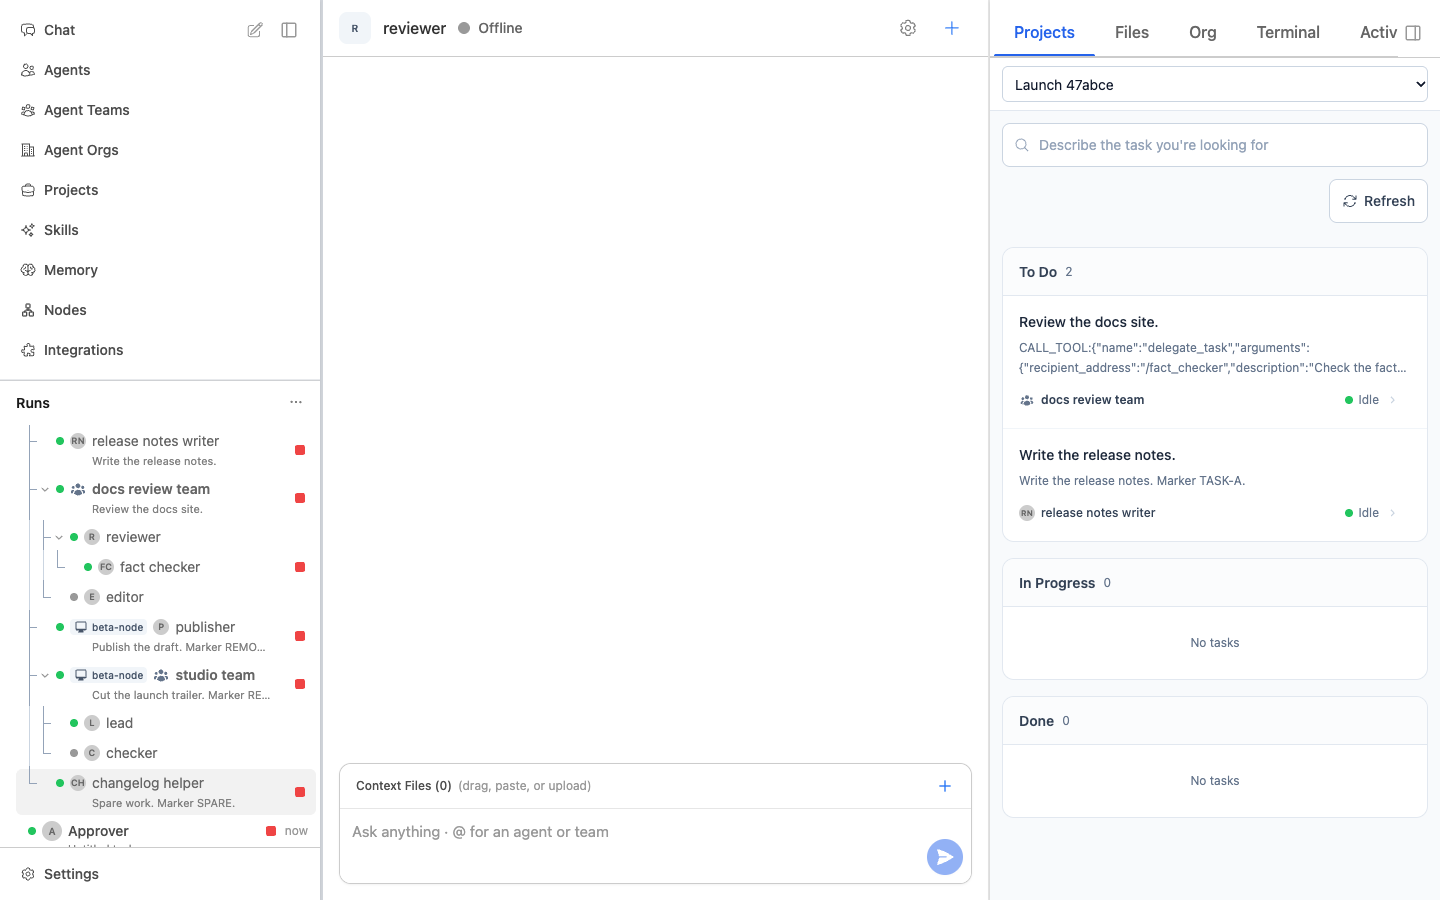 Chat
Agents
Agent Teams
Agent Orgs
Projects
Skills
Memory
Nodes
Integrations
Runs
RN release notes writer
Write the release notes.
docs review team
Review the docs site.
R reviewer
FC fact checker
E editor
beta-node P publisher
Publish the draft. Marker REMO...
beta-node studio team
Cut the launch trailer. Marker RE...
L lead
C checker
CH changelog helper
Spare work. Marker SPARE.
A Approver now
Settings
R reviewer Offline
Context Files (0) (drag, paste, or upload)
Ask anything · @ for an agent or team
Projects Files Org Terminal Activ
Launch 47abce
Describe the task you're looking for
Refresh
To Do 2
Review the docs site.
CALL_TOOL:{"name":"delegate_task","arguments":
{"recipient_address":"/fact_checker","description":"Check the fact...
docs review team Idle
Write the release notes.
Write the release notes. Marker TASK-A.
RN release notes writer Idle
In Progress 0
No tasks
Done 0
No tasks